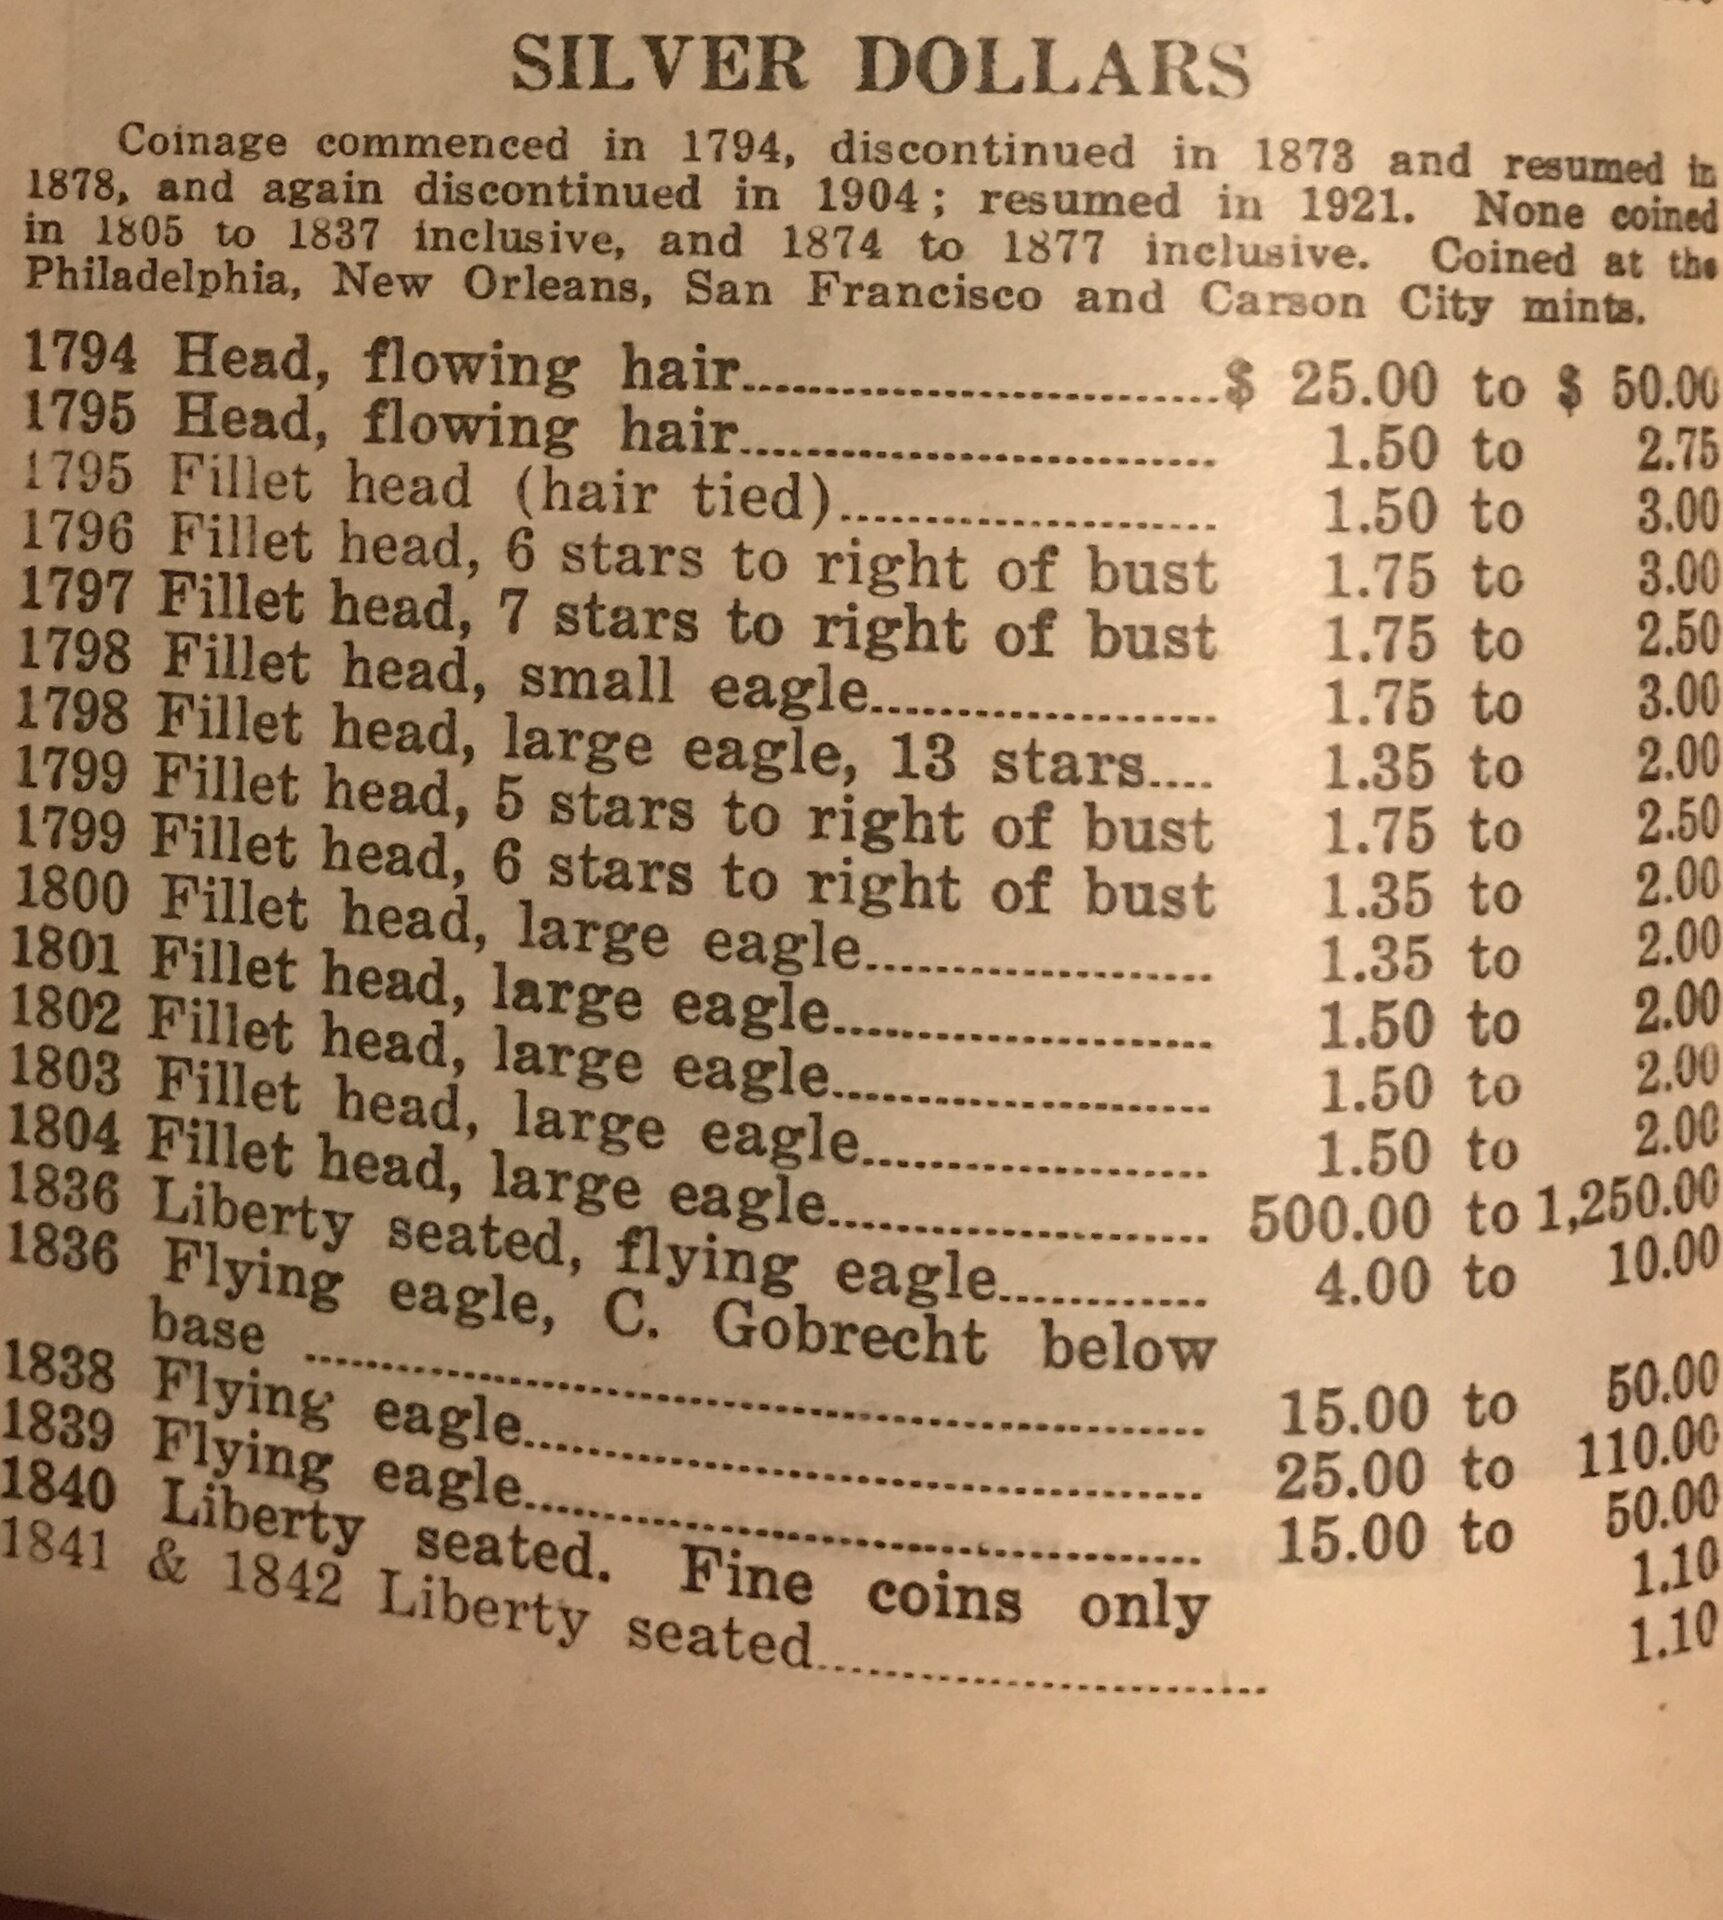 SILVER DOLLARS
Coinage commenced in 1794, discontinued in 1873 and resumed in
1878, and again discontinued in 1904; resumed in 1921. None coined
in 1805 to 1837 inclusive, and 1874 to 1877 inclusive. Coined at the
Philadelphia, New Orleans, San Francisco and Carson City mints.
1794 Head, flowing hair..............................$ 25.00 to $ 50.00
1795 Head, flowing hair.............................. 1.50 to 2.75
1795 Fillet head (hair tied)....................... 1.50 to 3.00
1796 Fillet head, 6 stars to right of bust 1.75 to 3.00
1797 Fillet head, 7 stars to right of bust 1.75 to 2.50
1798 Fillet head, small eagle..................... 1.75 to 3.00
1798 Fillet head, large eagle, 13 stars.... 1.35 to 2.00
1799 Fillet head, 5 stars to right of bust 1.75 to 2.50
1799 Fillet head, 6 stars to right of bust 1.35 to 2.00
1800 Fillet head, large eagle..................... 1.35 to 2.00
1801 Fillet head, large eagle....................... 1.50 to 2.00
1802 Fillet head, large eagle....................... 1.50 to 2.00
1803 Fillet head, large eagle..................... 1.50 to 2.00
1804 Fillet head, large eagle....................... 500.00 to 1,250.00
1836 Liberty seated, flying eagle............. 4.00 to 10.00
1836 Flying eagle, C. Gobrecht below
base ....................................................... 15.00 to 50.00
1838 Flying eagle......................................... 25.00 to 110.00
1839 Flying eagle......................................... 15.00 to 50.00
1840 Liberty seated. Fine coins only 1.10
1841 & 1842 Liberty seated........................... 1.10